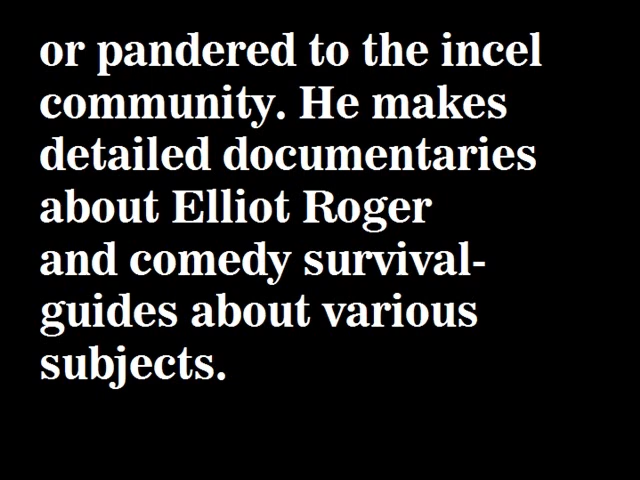 or pandered to the incel
community. He makes
detailed documentaries
about Elliot Roger
and comedy survival-
guides about various
subjects.